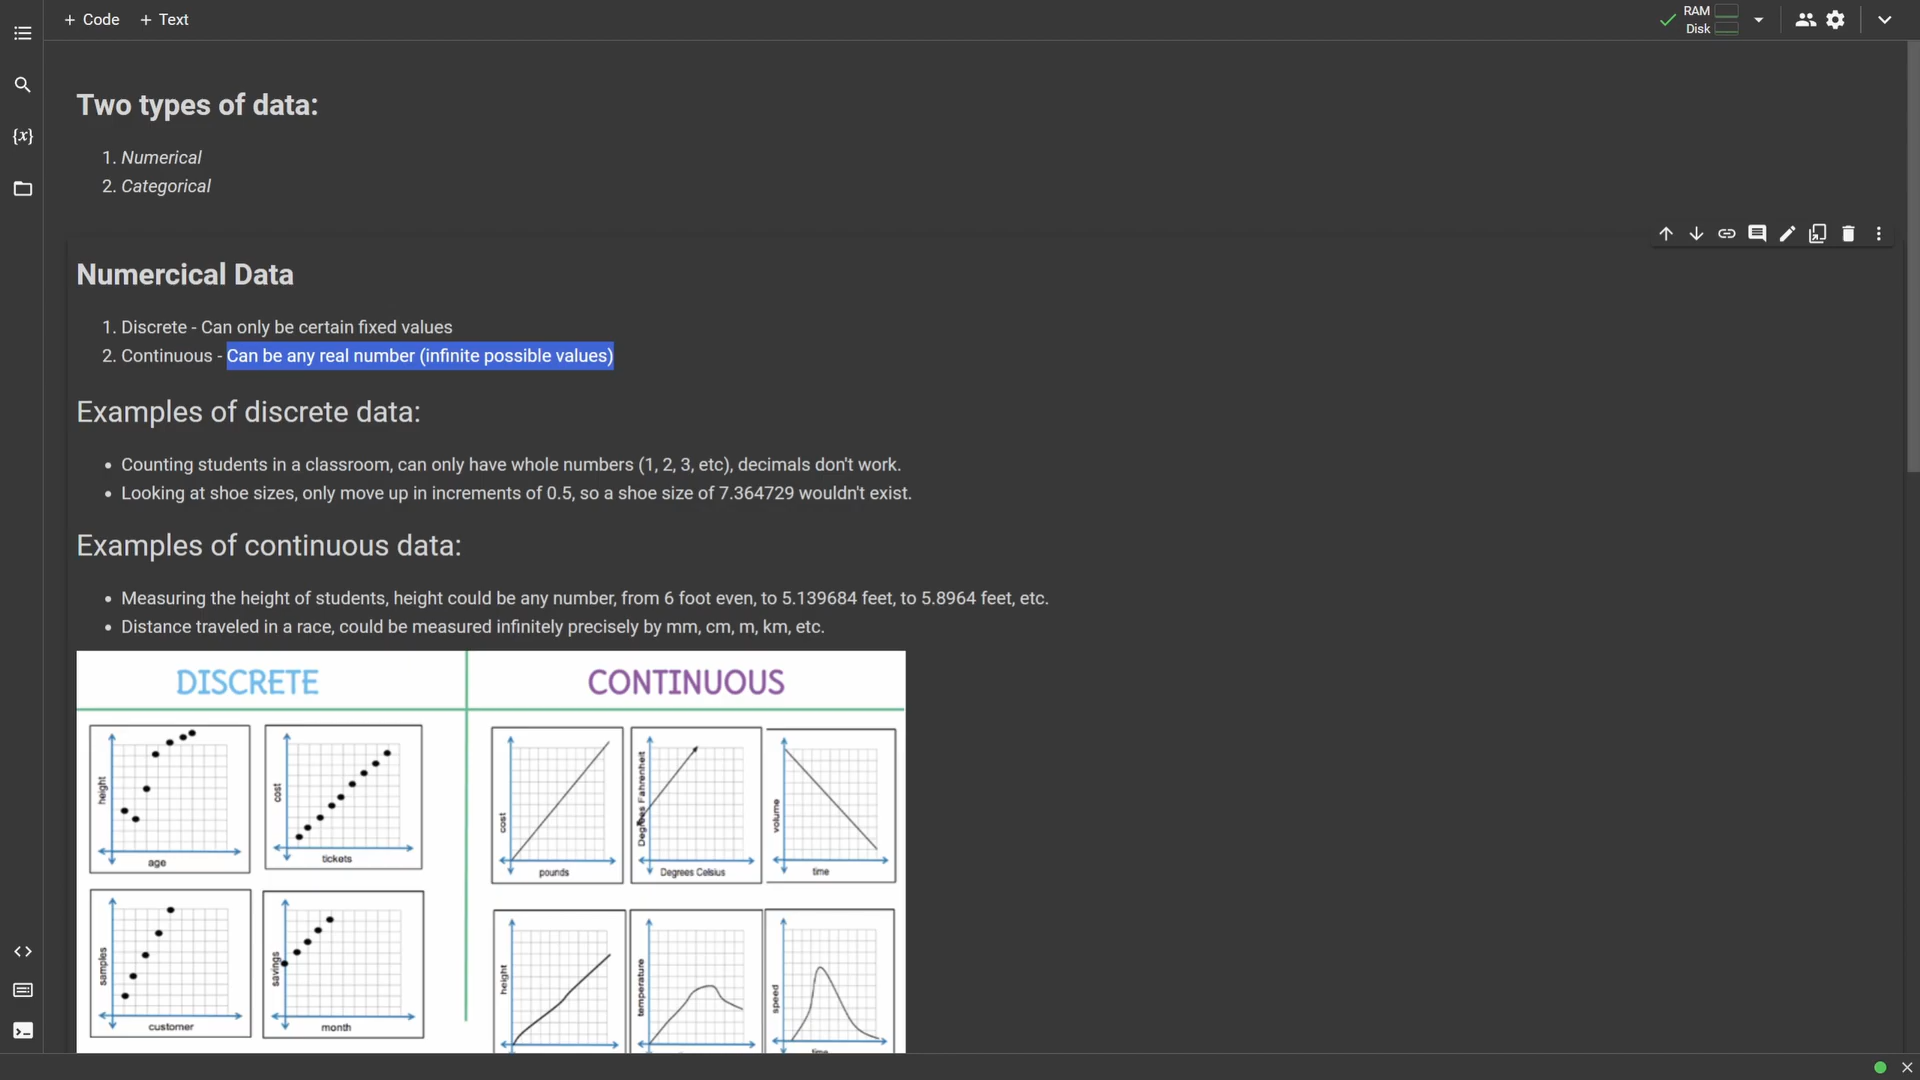 + Code + Text
RAM
Disk
{x}
Two types of data:
1. Numerical
2. Categorical
Numercical Data
1. Discrete - Can only be certain fixed values
2. Continuous - Can be any real number (infinite possible values)
Examples of discrete data:
• Counting students in a classroom, can only have whole numbers (1, 2, 3, etc), decimals don't work.
• Looking at shoe sizes, only move up in increments of 0.5, so a shoe size of 7.364729 wouldn't exist.
Examples of continuous data:
• Measuring the height of students, height could be any number, from 6 foot even, to 5.139684 feet, to 5.8964 feet, etc.
• Distance traveled in a race, could be measured infinitely precisely by mm, cm, m, km, etc.
DISCRETE
CONTINUOUS
height
age
cost
tickets
cost
pounds
Degrees Fahrenheit
Degrees Celsius
volume
time
samples
customer
savings
month
height
temperature
speed
time